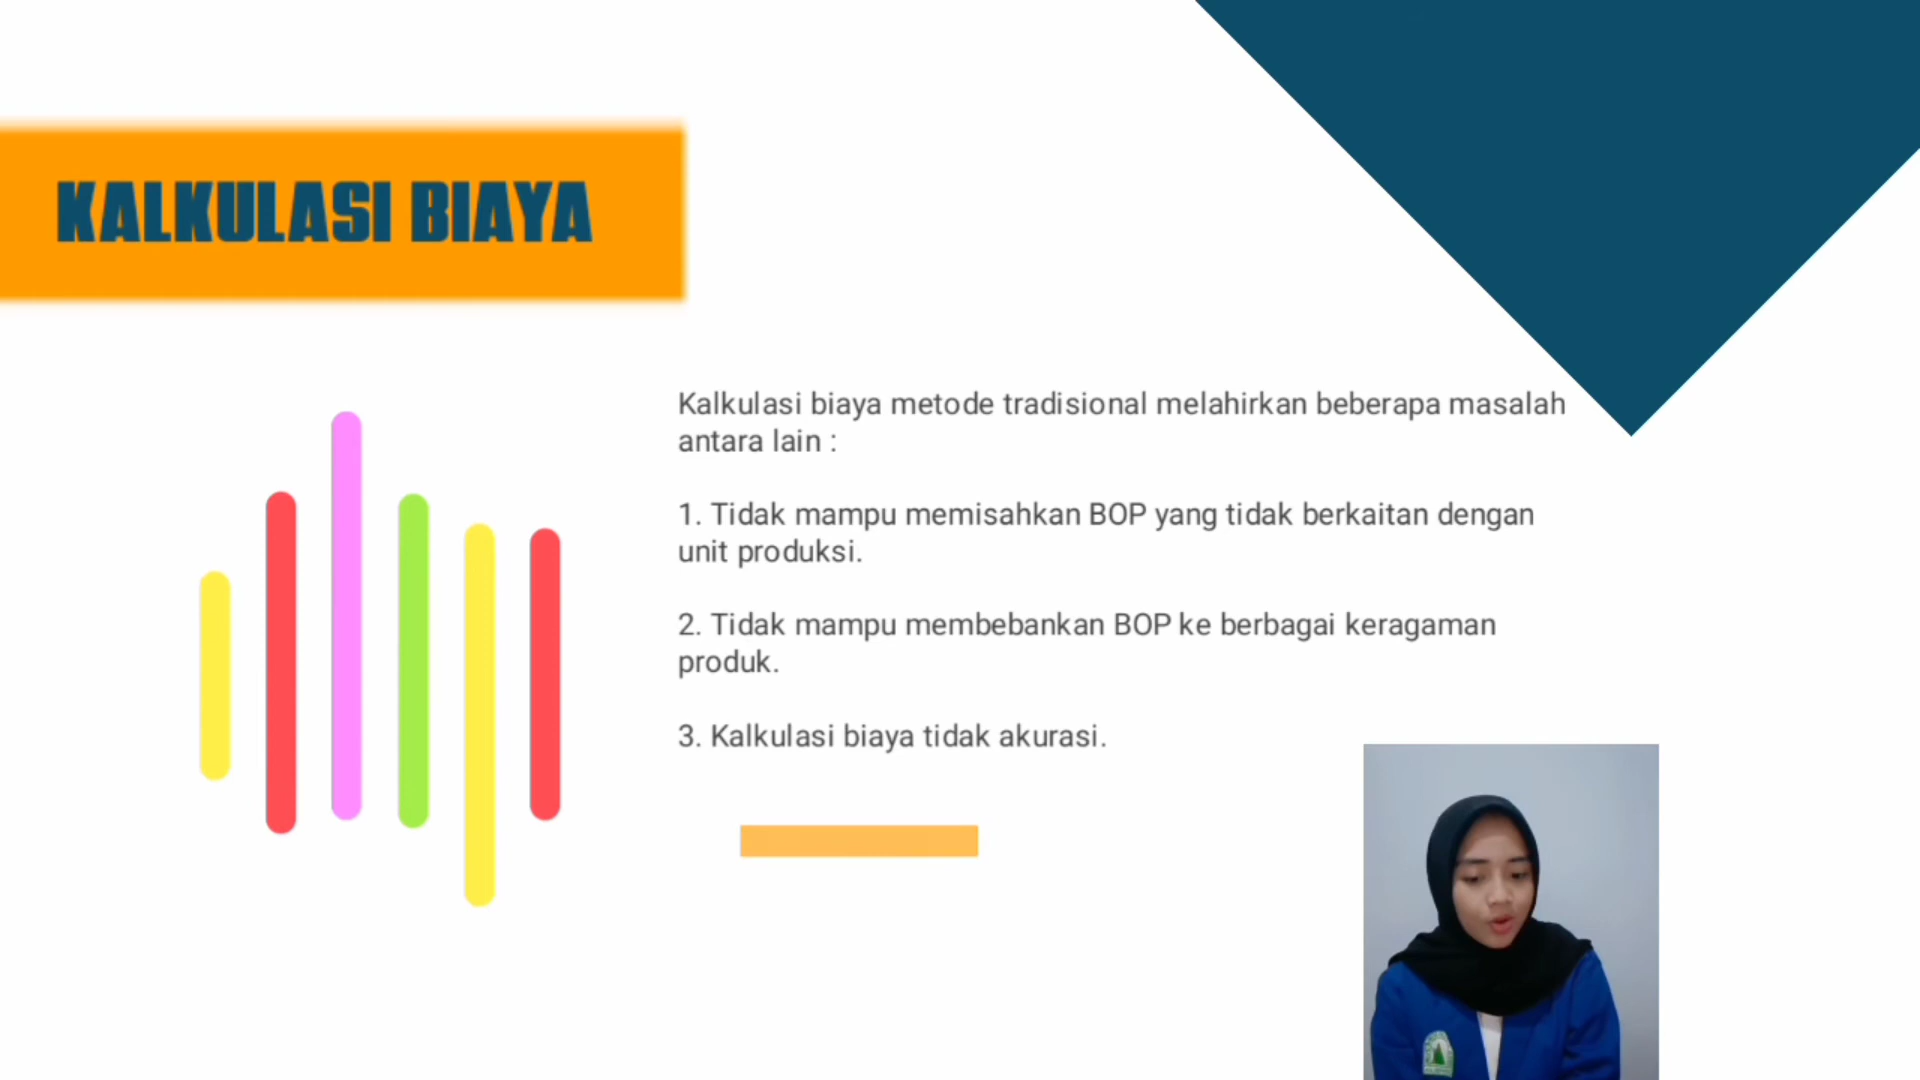 KALKULASI BIAYA
Kalkulasi biaya metode tradisional melahirkan beberapa masalah
antara lain :
1. Tidak mampu memisahkan BOP yang tidak berkaitan dengan
unit produksi.
2. Tidak mampu membebankan BOP ke berbagai keragaman
produk.
3. Kalkulasi biaya tidak akurasi.